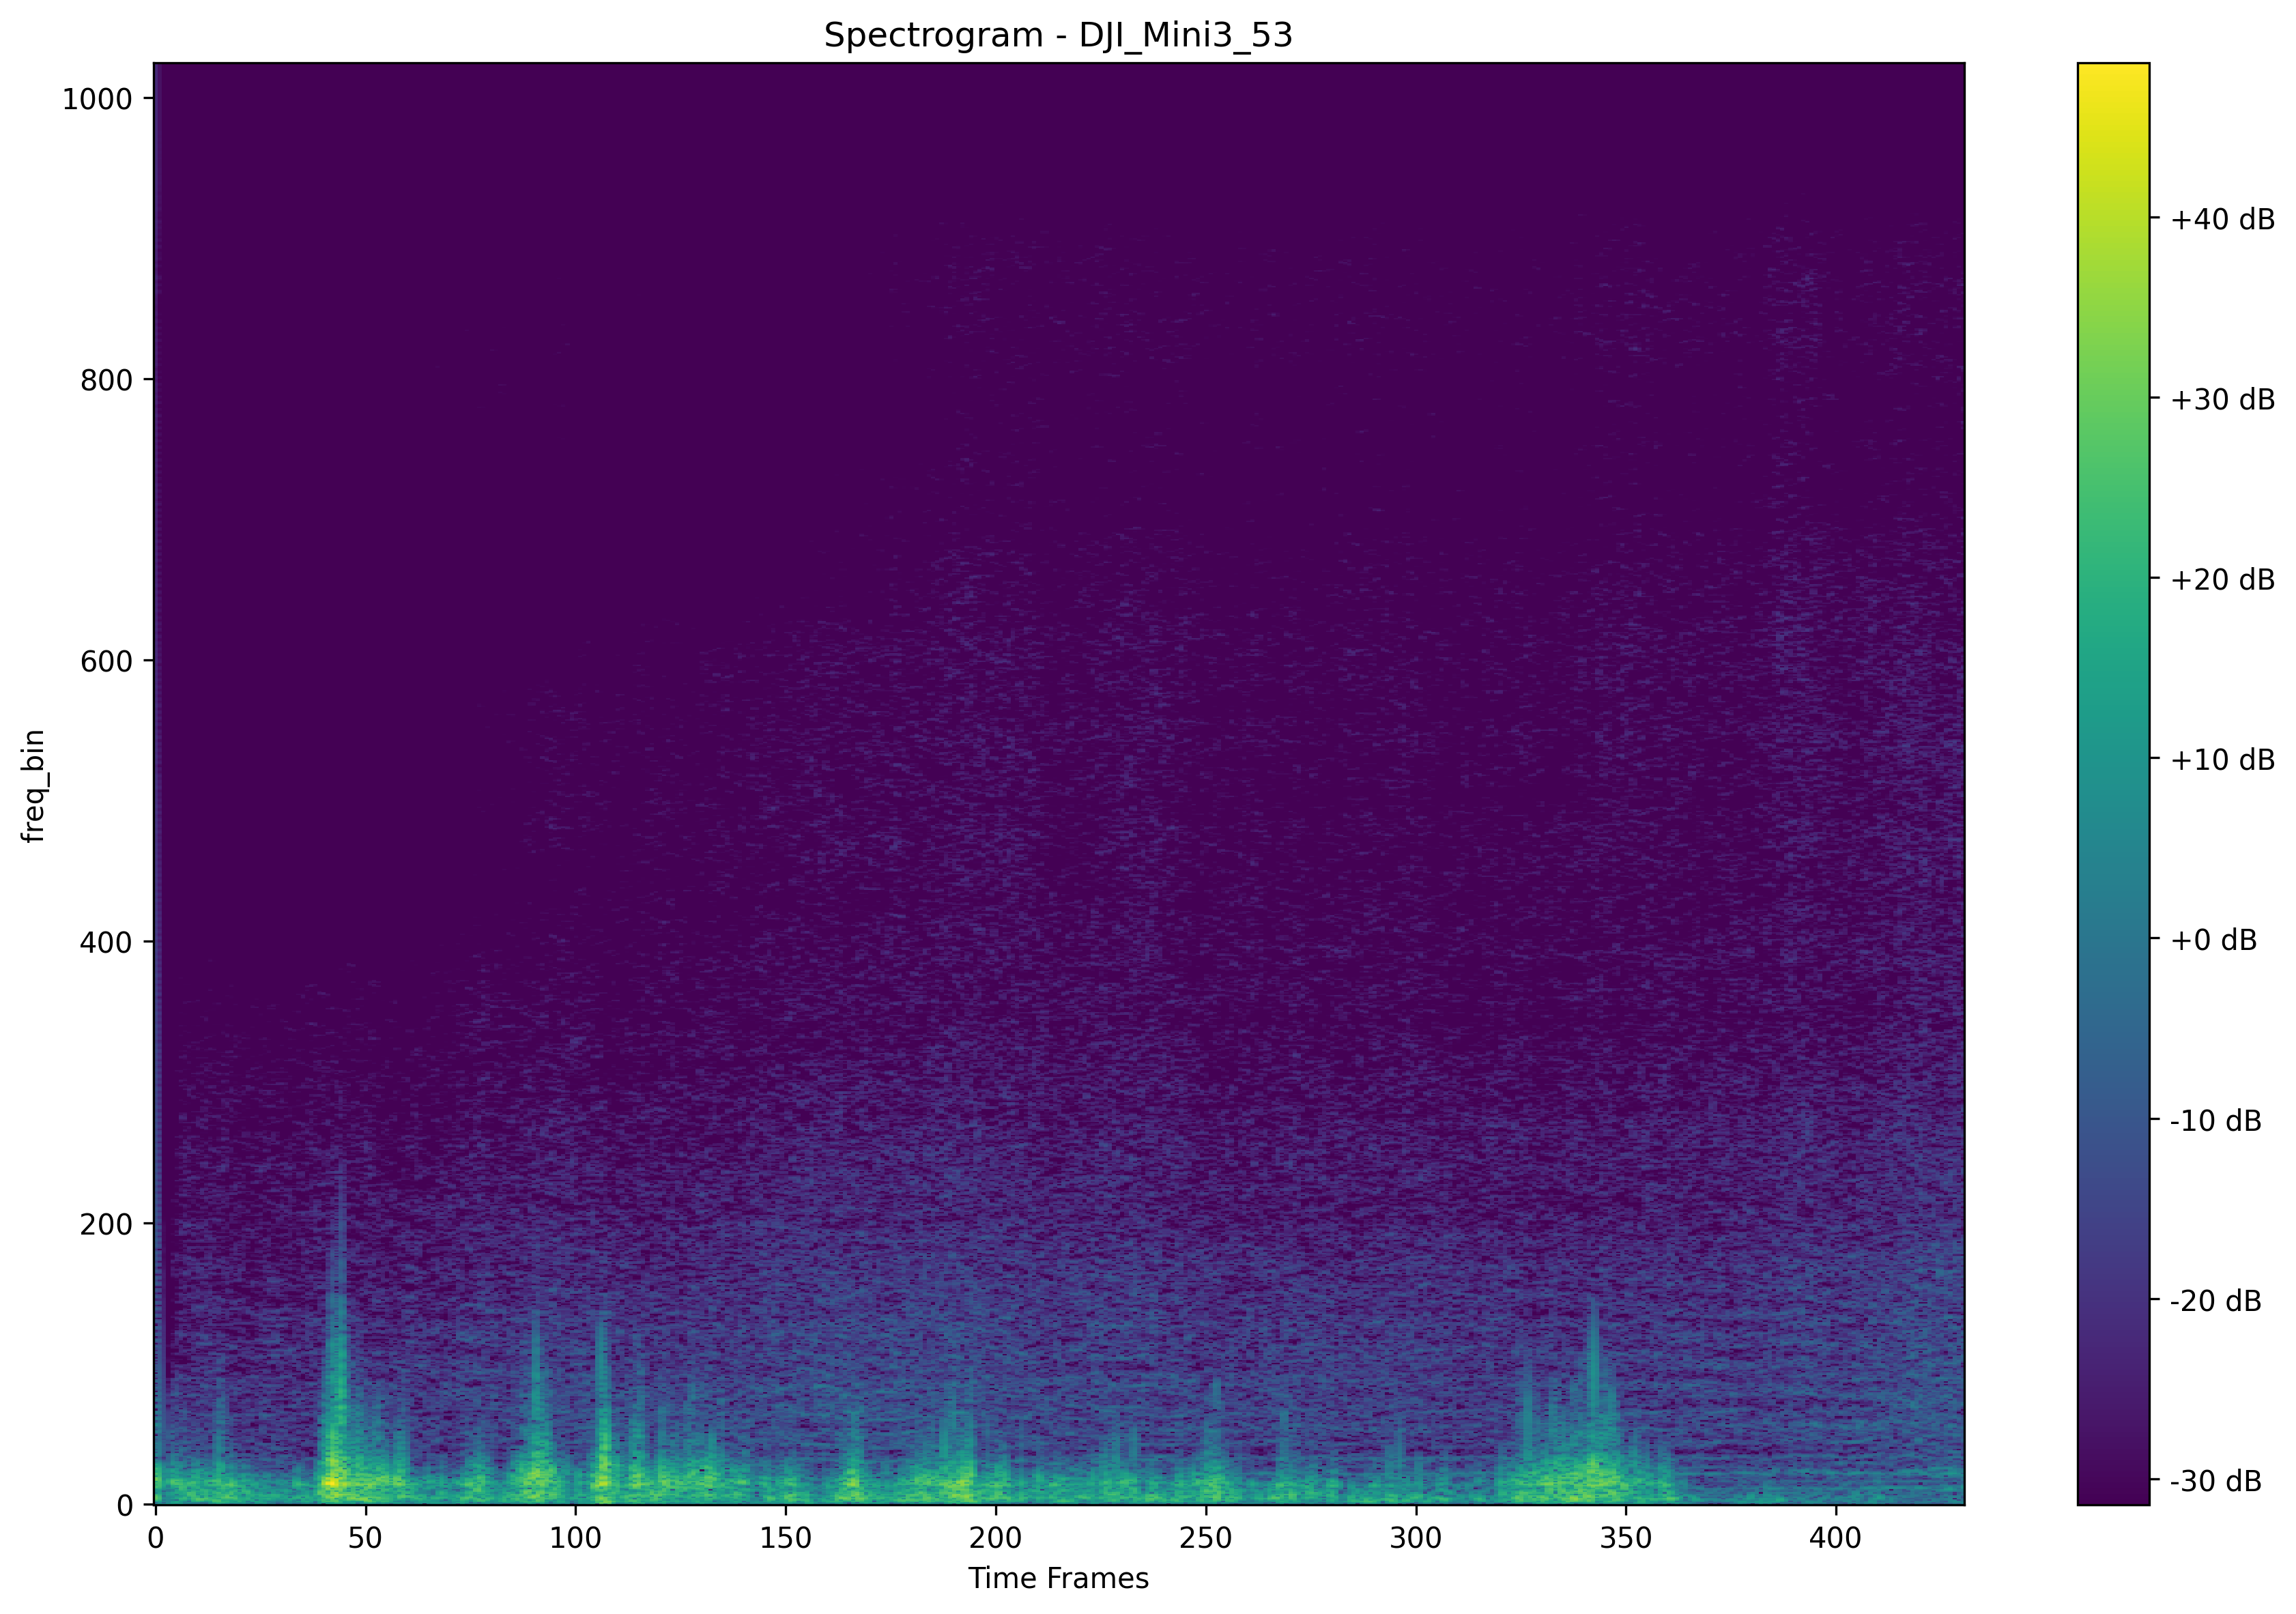 Spectrogram - DJI_Mini3_53
1000
800
600
400
200
0
freq_bin
0
50
100
150
200
250
300
350
400
Time Frames
+40 dB
+30 dB
+20 dB
+10 dB
+0 dB
-10 dB
-20 dB
-30 dB